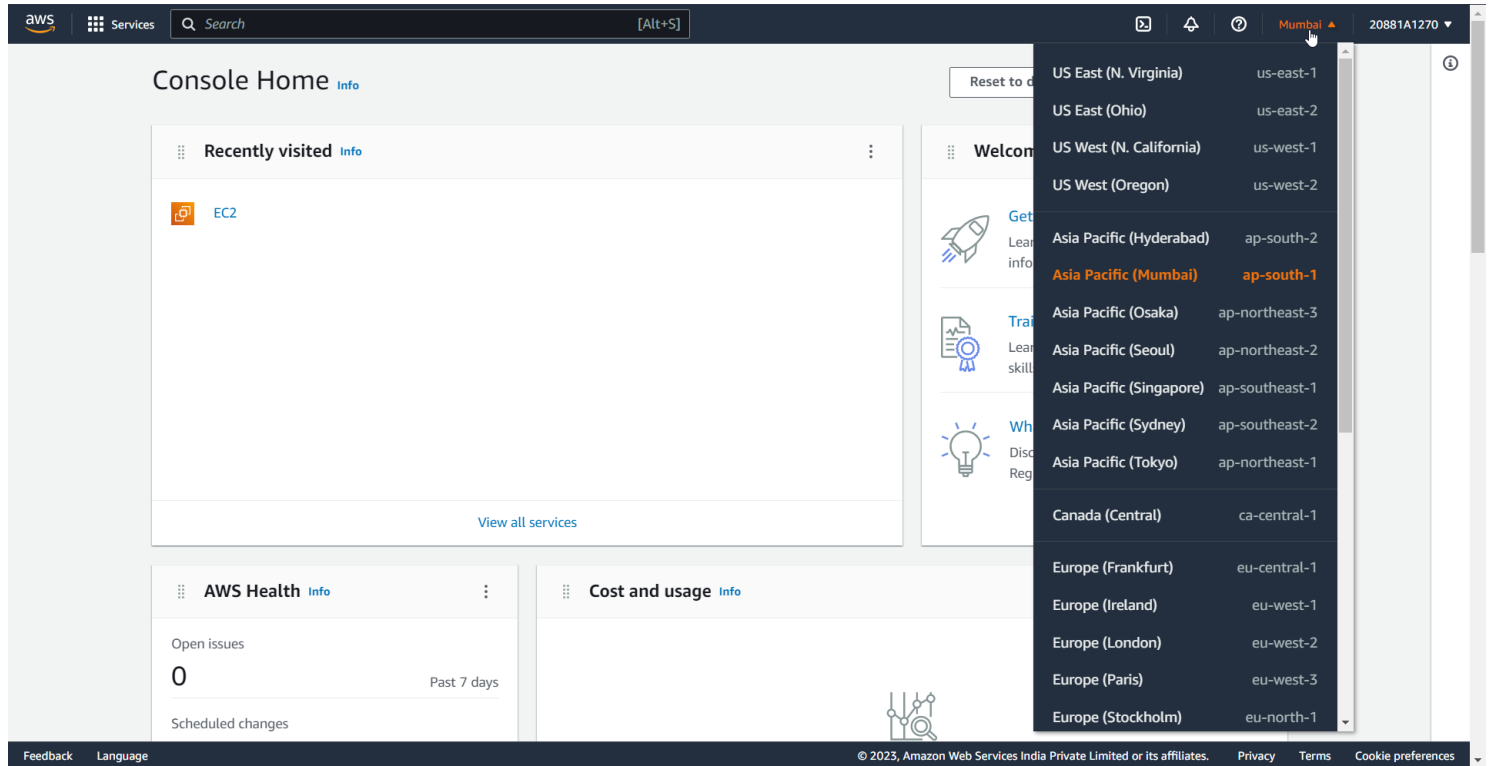 aws
Services
Search
[Alt+S]
Mumbai
20881A1270
Console Home Info
Reset to d
Recently visited Info
EC2
View all services
Welcom
Get
Lear
info
Trai
Lear
skill
Wh
Disc
Reg
US East (N. Virginia) us-east-1
US East (Ohio) us-east-2
US West (N. California) us-west-1
US West (Oregon) us-west-2
Asia Pacific (Hyderabad) ap-south-2
Asia Pacific (Mumbai) ap-south-1
Asia Pacific (Osaka) ap-northeast-3
Asia Pacific (Seoul) ap-northeast-2
Asia Pacific (Singapore) ap-southeast-1
Asia Pacific (Sydney) ap-southeast-2
Asia Pacific (Tokyo) ap-northeast-1
Canada (Central) ca-central-1
Europe (Frankfurt) eu-central-1
Europe (Ireland) eu-west-1
Europe (London) eu-west-2
Europe (Paris) eu-west-3
Europe (Stockholm) eu-north-1
AWS Health Info
Open issues
0 Past 7 days
Scheduled changes
Cost and usage Info
Feedback Language
© 2023, Amazon Web Services India Private Limited or its affiliates. Privacy Terms Cookie preferences